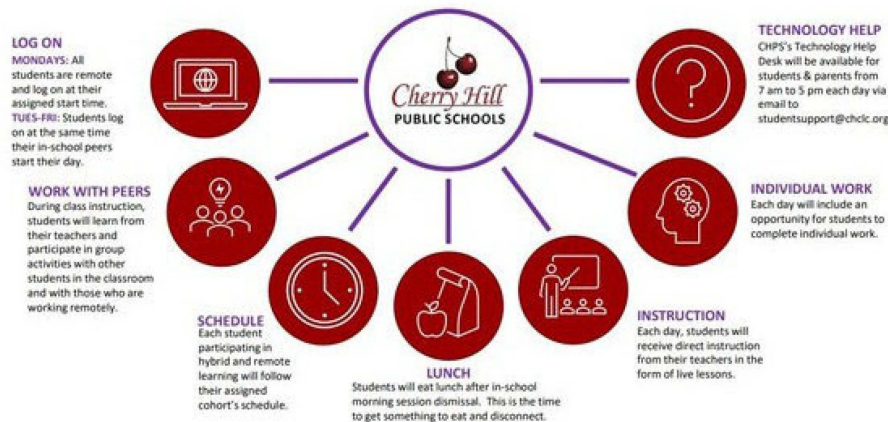 LOG ON
MONDAYS: All
students are remote
and log on at their
assigned start time.
TUES-FRI: Students log
on at the same time
their in-school peers
start their day.
Cherry Hill
PUBLIC SCHOOLS
TECHNOLOGY HELP
CHPS's Technology Help
Desk will be available for
students & parents from
7 am to 5 pm each day via
email to
studentsupport@chclc.org
WORK WITH PEERS
During class instruction,
students will learn from
their teachers and
participate in group
activities with other
students in the classroom
and with those who are
working remotely.
INDIVIDUAL WORK
Each day will include an
opportunity for students to
complete individual work.
SCHEDULE
Each student
participating in
hybrid and remote
learning will follow
their assigned
cohort's schedule.
LUNCH
Students will eat lunch after in-school
morning session dismissal. This is the time
to get something to eat and disconnect.
INSTRUCTION
Each day, students will
receive direct instruction
from their teachers in the
form of live lessons.